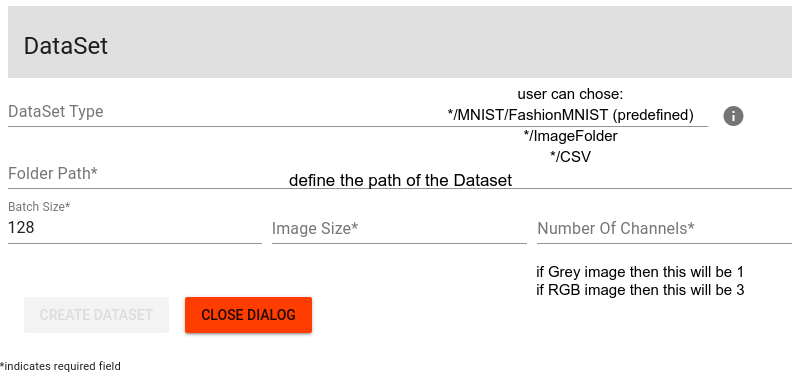 DataSet
user can chose:
DataSet Type
*/MNIST/FashionMNIST (predefined)
*/ImageFolder
*/CSV
Folder Path*
define the path of the Dataset
Batch Size*
128
Image Size*
Number Of Channels*
if Grey image then this will be 1
if RGB image then this will be 3
CREATE DATASET
CLOSE DIALOG
*indicates required field